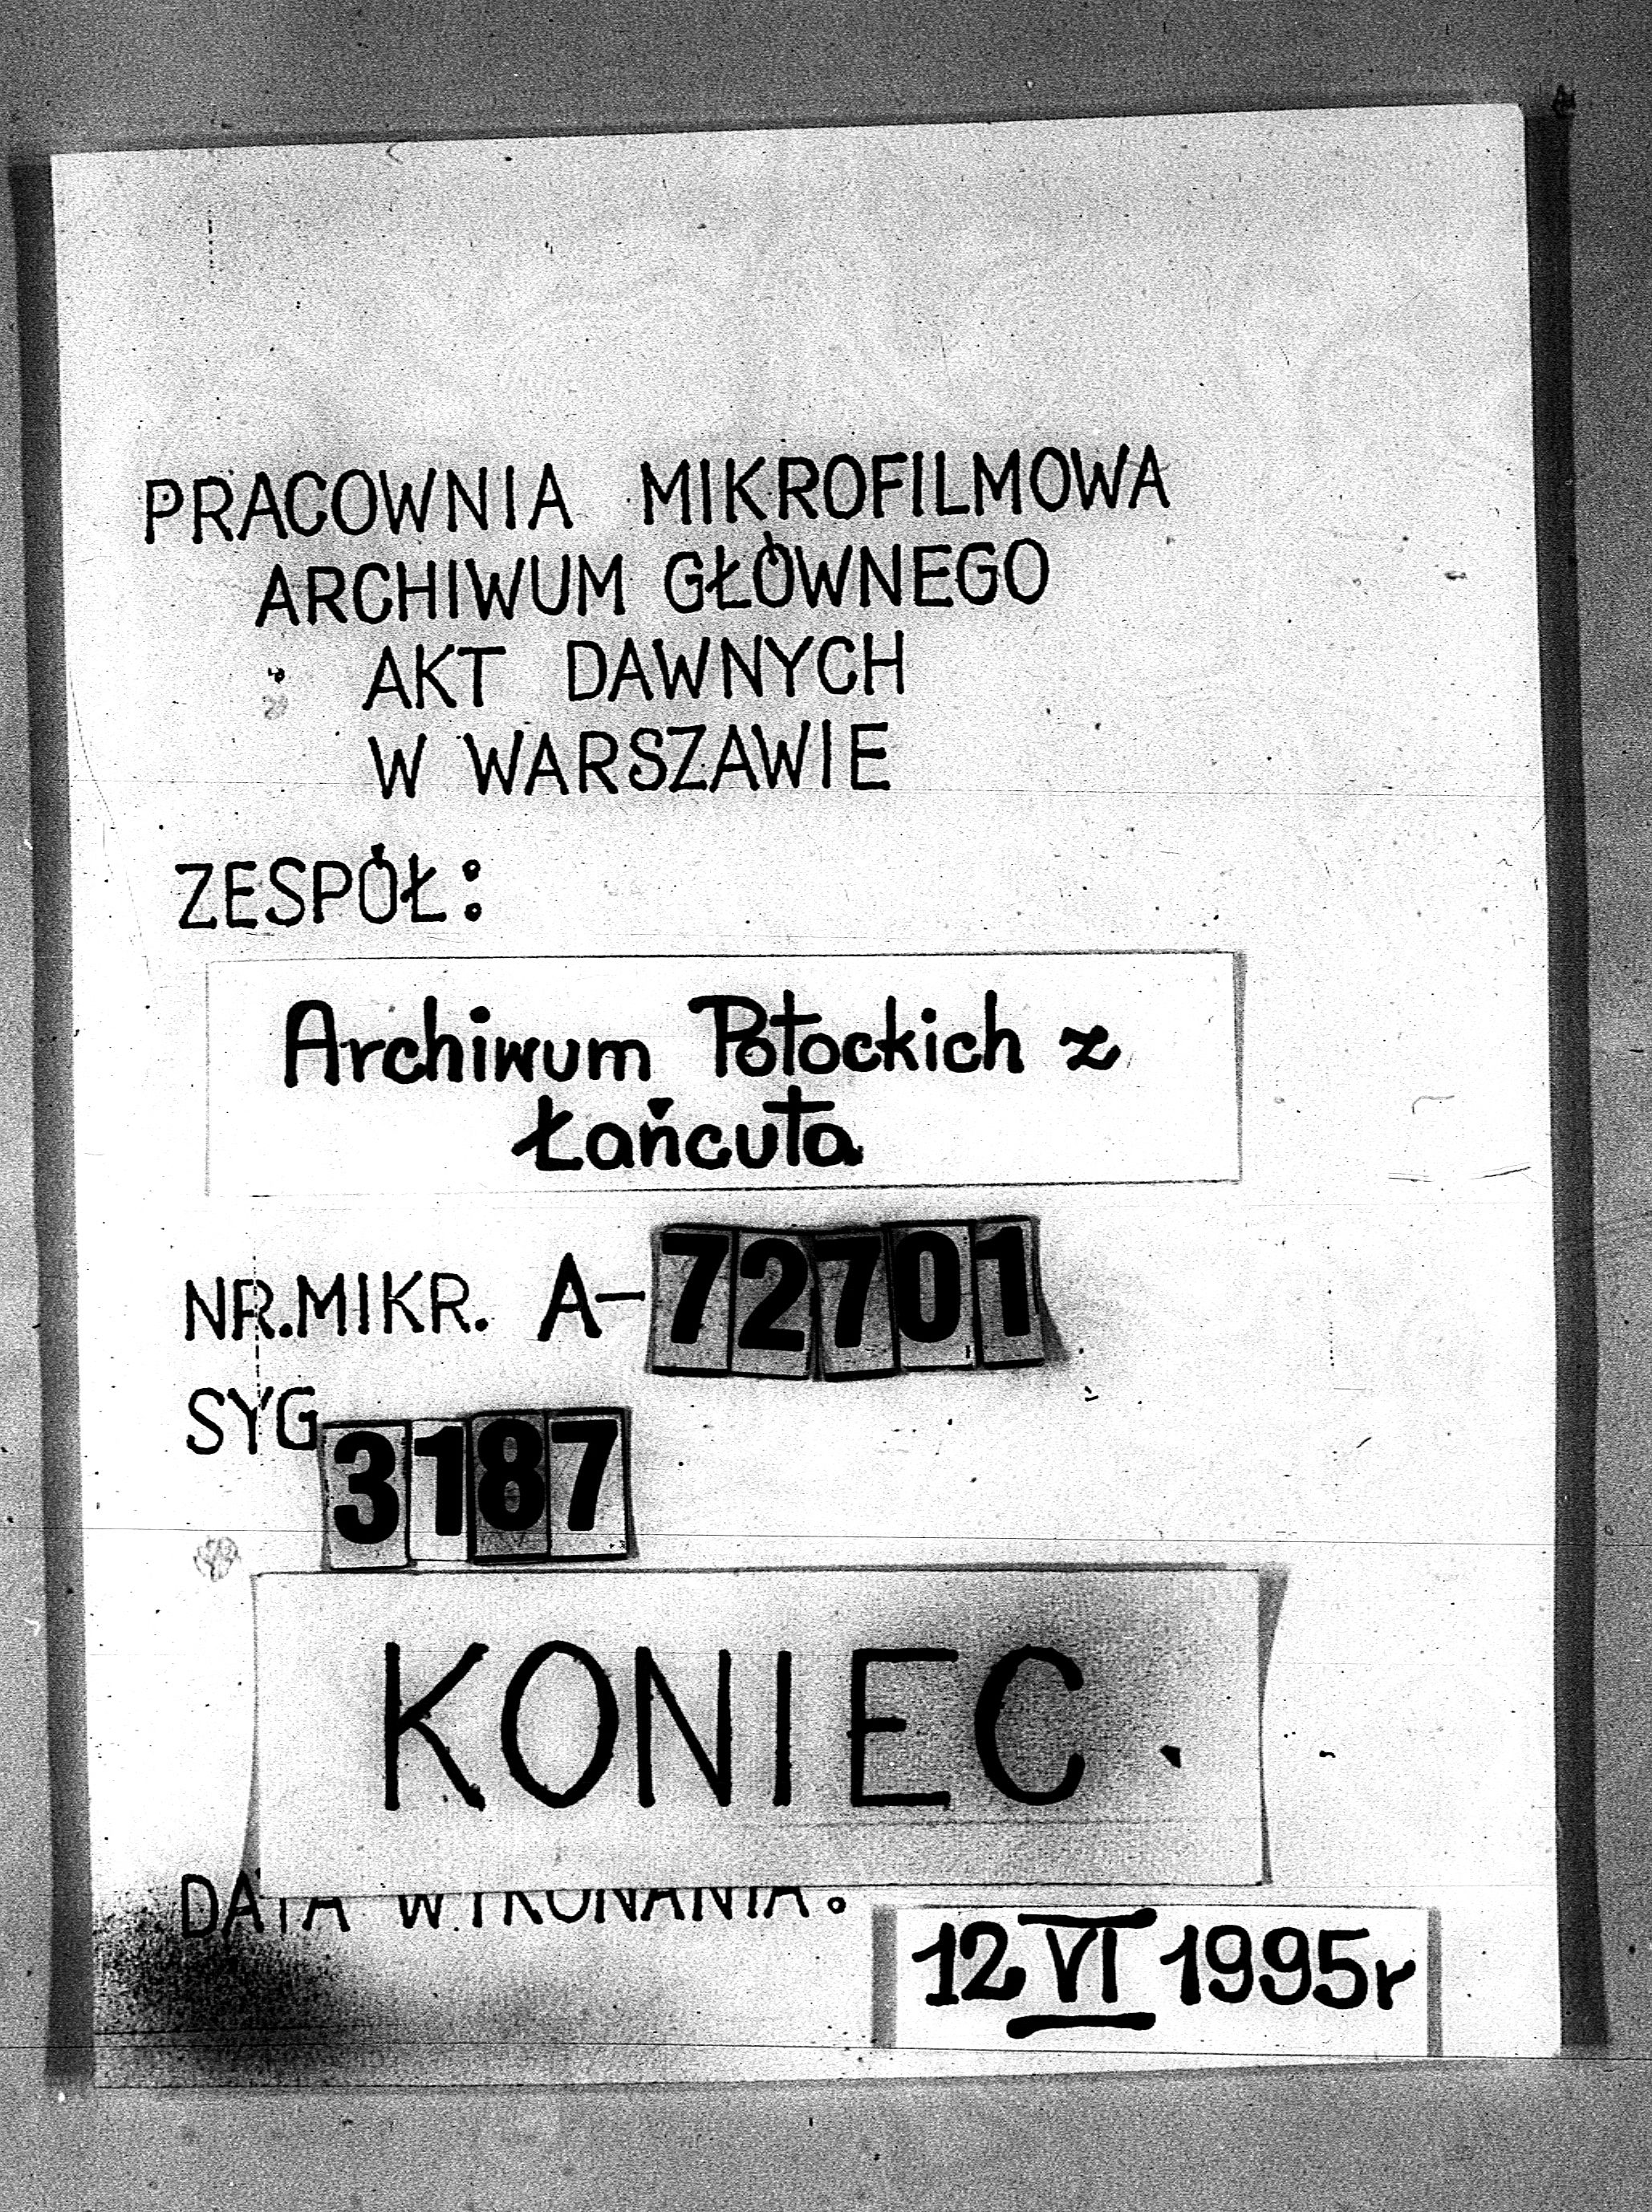 PRACOWNIA MIKROFILMOWA
ARCHIWUM GŁÓWNEGO
AKT DAWNYCH
W WARSZAWIE
ZESPÓŁ:
Archiwum Potockich z
Łańcuta
NR.MIKR. A-72701
SYG 3187
KONIEC.
DATA WYKONANIA:
12 VI 1995r